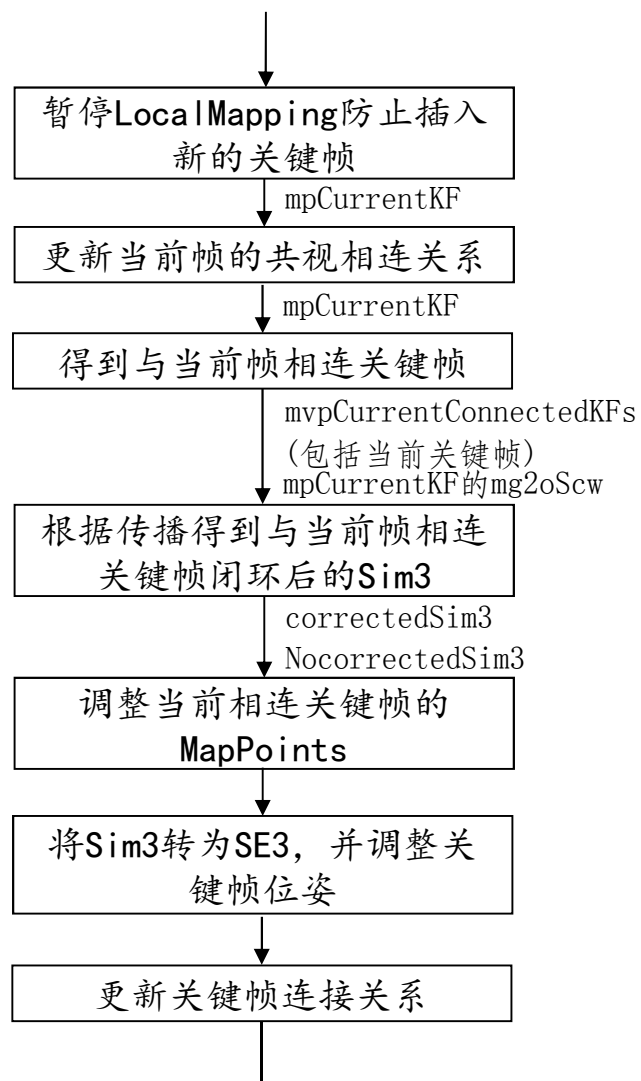 暂停LocalMapping防止插入
新的关键帧
mpCurrentKF
更新当前帧的共视相连关系
mpCurrentKF
得到与当前帧相连关键帧
mvpCurrentConnectedKFs
(包括当前关键帧)
mpCurrentKF的mg2oScw
根据传播得到与当前帧相连
关键帧闭环后的Sim3
correctedSim3
NocorrectedSim3
调整当前相连关键帧的
MapPoints
将Sim3转为SE3，并调整关
键帧位姿
更新关键帧连接关系